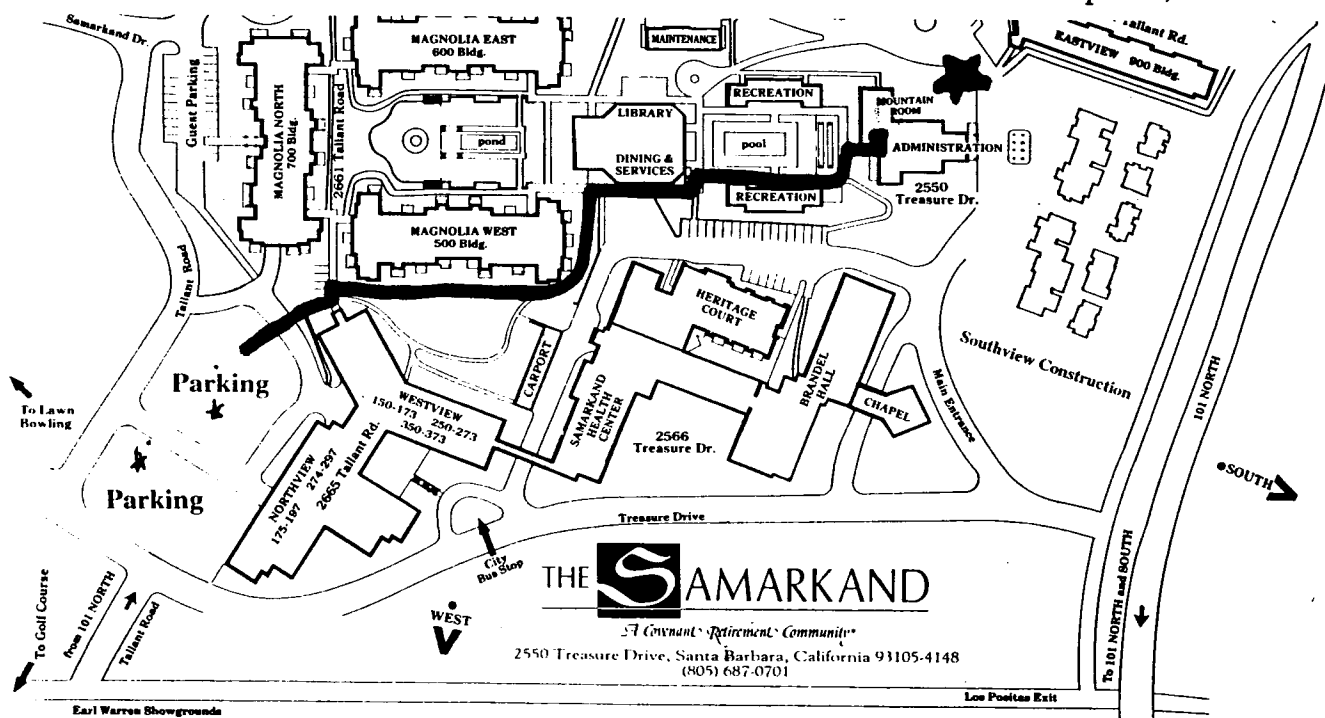 Samarkand Dr.
Guest Parking
MAGNOLIA NORTH
700 Bldg.
2661 Tallant Road
MAGNOLIA EAST
600 Bldg.
MAINTENANCE
Tallant Rd.
EASTVIEW 900 Bldg.
LIBRARY
RECREATION
MOUNTAIN
ROOM
pond
pool
ADMINISTRATION
DINING &
SERVICES
2550
Treasure Dr.
RECREATION
MAGNOLIA WEST
500 Bldg.
Tallant Road
HERITAGE
COURT
Southview Construction
101 NORTH
Parking
To Lawn
Bowling
CARPORT
WESTVIEW
150-173 250-273
350-373
SAMARKAND
HEALTH
CENTER
BRANDEL
HALL
CHAPEL
Main Entrance
2566
Treasure Dr.
SOUTH
Parking
NORTHVIEW
175-197 274-297
2665 Tallant Rd.
Treasure Drive
City
Bus Stop
WEST
THE SAMARKAND
A Covenant Retirement Community
2550 Treasure Drive, Santa Barbara, California 93105-4148
(805) 687-0701
To Golf Course
from 101 NORTH
Tallant Road
To 101 NORTH and SOUTH
Los Positas Exit
Earl Warren Showgrounds